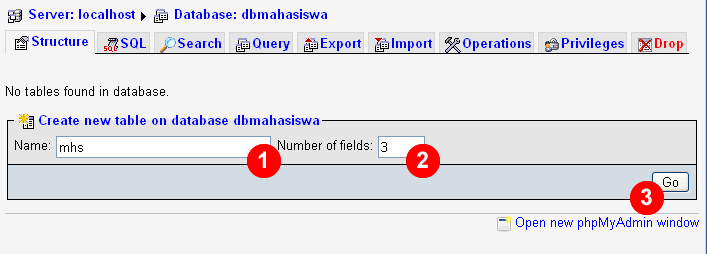 Server: localhost Database: dbmahasiswa
Structure SQL Search Query Export Import Operations Privileges Drop
No tables found in database.
Create new table on database dbmahasiswa
Name: mhs Number of fields: 3
1 2
Go
3
Open new phpMyAdmin window